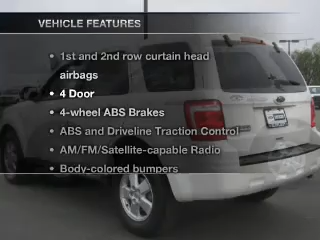 VEHICLE FEATURES
• 1st and 2nd row curtain head
airbags
• 4 Door
• 4-wheel ABS Brakes
• ABS and Driveline Traction Control
• AM/FM/Satellite-capable Radio
• Body-colored bumpers